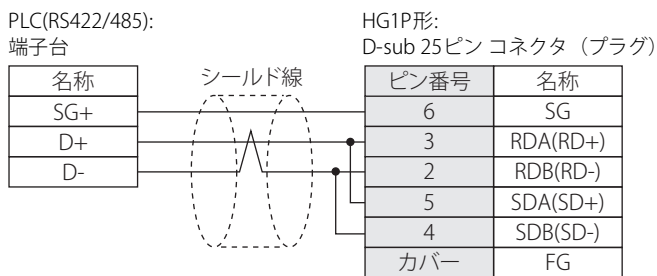 PLC(RS422/485):
端子台
HG1P形:
D-sub 25ピン コネクタ（プラグ）
名称
シールド線
ピン番号 名称
SG+ 6 SG
D+ 3 RDA(RD+)
D- 2 RDB(RD-)
5 SDA(SD+)
4 SDB(SD-)
カバー FG